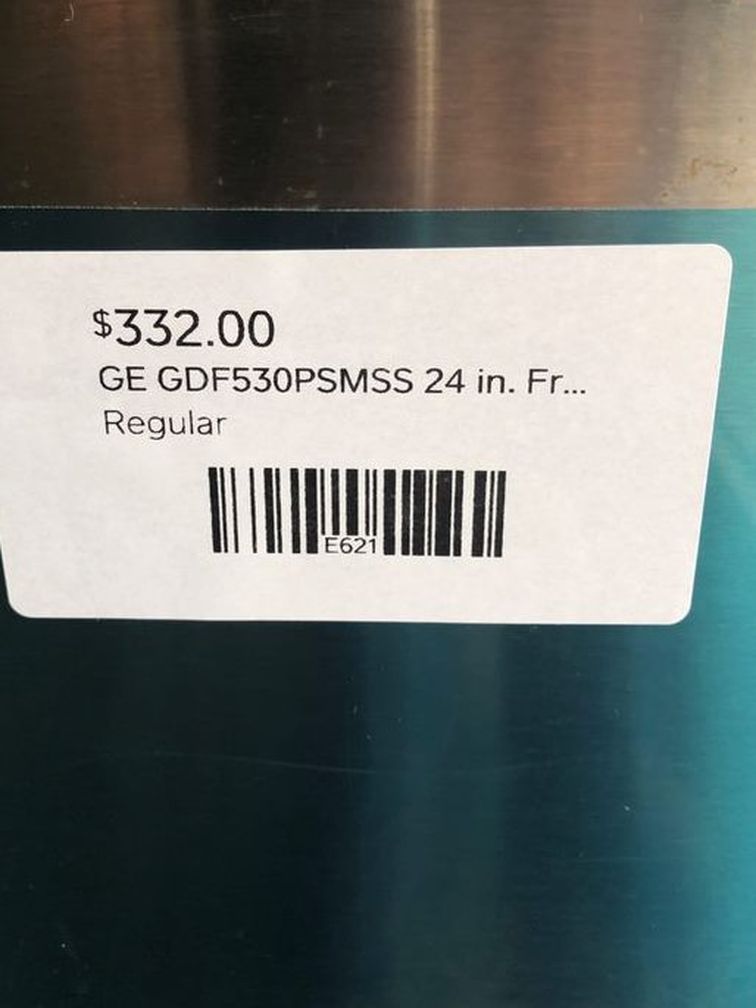 $332.00
GE GDF530PSMSS 24 in. Fr...
Regular
E621